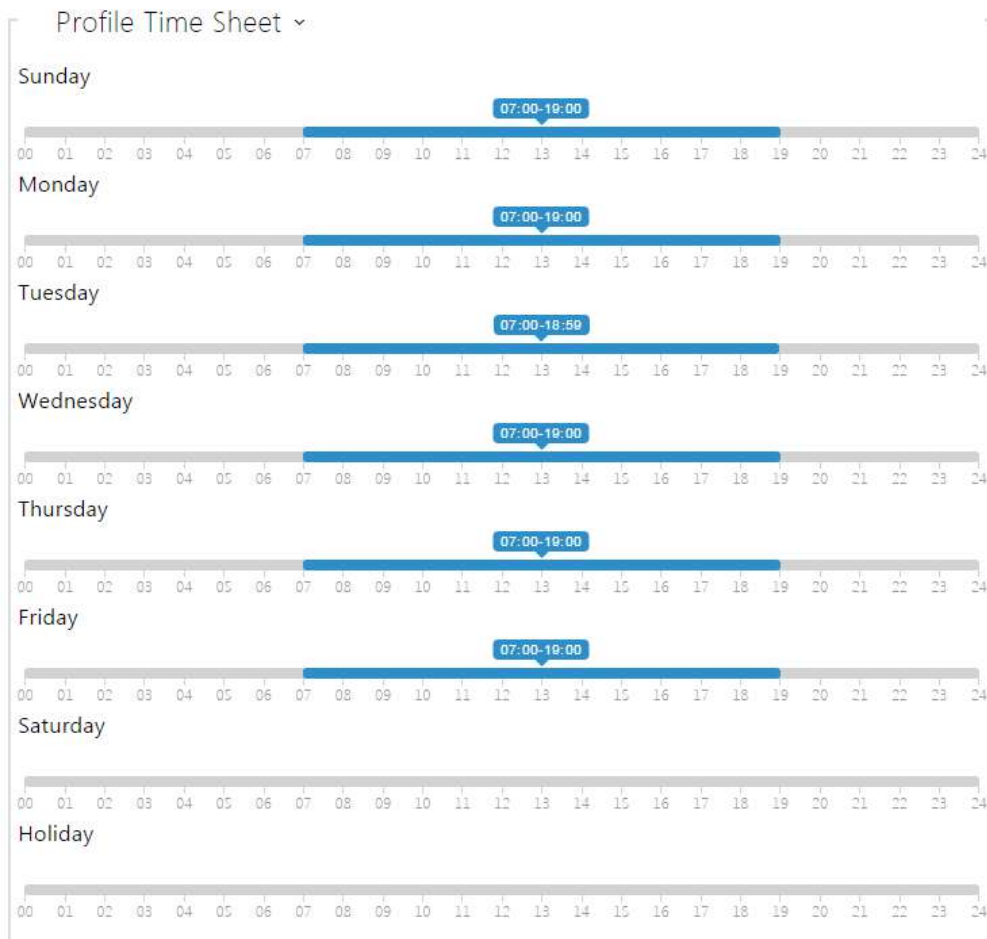 Profile Time Sheet
Sunday
07:00-19:00
00 01 02 03 04 05 06 07 08 09 10 11 12 13 14 15 16 17 18 19 20 21 22 23 24
Monday
07:00-19:00
00 01 02 03 04 05 06 07 08 09 10 11 12 13 14 15 16 17 18 19 20 21 22 23 24
Tuesday
07:00-18:59
00 01 02 03 04 05 06 07 08 09 10 11 12 13 14 15 16 17 18 19 20 21 22 23 24
Wednesday
07:00-19:00
00 01 02 03 04 05 06 07 08 09 10 11 12 13 14 15 16 17 18 19 20 21 22 23 24
Thursday
07:00-19:00
00 01 02 03 04 05 06 07 08 09 10 11 12 13 14 15 16 17 18 19 20 21 22 23 24
Friday
07:00-19:00
00 01 02 03 04 05 06 07 08 09 10 11 12 13 14 15 16 17 18 19 20 21 22 23 24
Saturday
00 01 02 03 04 05 06 07 08 09 10 11 12 13 14 15 16 17 18 19 20 21 22 23 24
Holiday
00 01 02 03 04 05 06 07 08 09 10 11 12 13 14 15 16 17 18 19 20 21 22 23 24